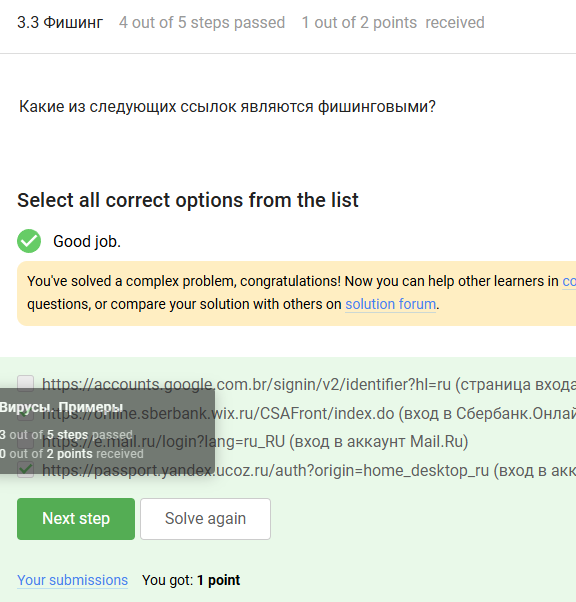 3.3 Фишинг 4 out of 5 steps passed 1 out of 2 points received
Какие из следующих ссылок являются фишинговыми?
Select all correct options from the list
Good job.
You've solved a complex problem, congratulations! Now you can help other learners in co
questions, or compare your solution with others on solution forum.
https://accounts.google.com.br/signin/v2/identifier?hl=ru (страница входа
Вирусы. Примеры
https://online.sberbank.wix.ru/CSAFront/index.do (вход в Сбербанк.Онлай
3 out of 5 steps passed
https://e.mail.ru/login?lang=ru_RU (вход в аккаунт Mail.Ru)
0 out of 2 points received
https://passport.yandex.ucoz.ru/auth?origin=home_desktop_ru (вход в акк
Next step Solve again
Your submissions You got: 1 point